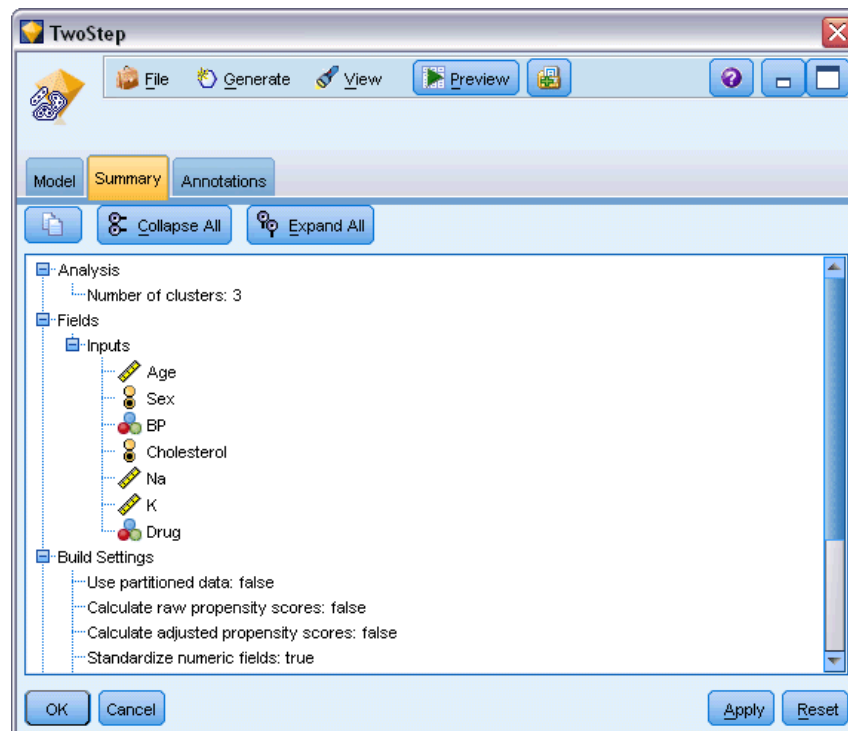 TwoStep
File Generate View Preview
Model Summary Annotations
Collapse All Expand All
Analysis
Number of clusters: 3
Fields
Inputs
Age
Sex
BP
Cholesterol
Na
K
Drug
Build Settings
Use partitioned data: false
Calculate raw propensity scores: false
Calculate adjusted propensity scores: false
Standardize numeric fields: true
OK Cancel Apply Reset